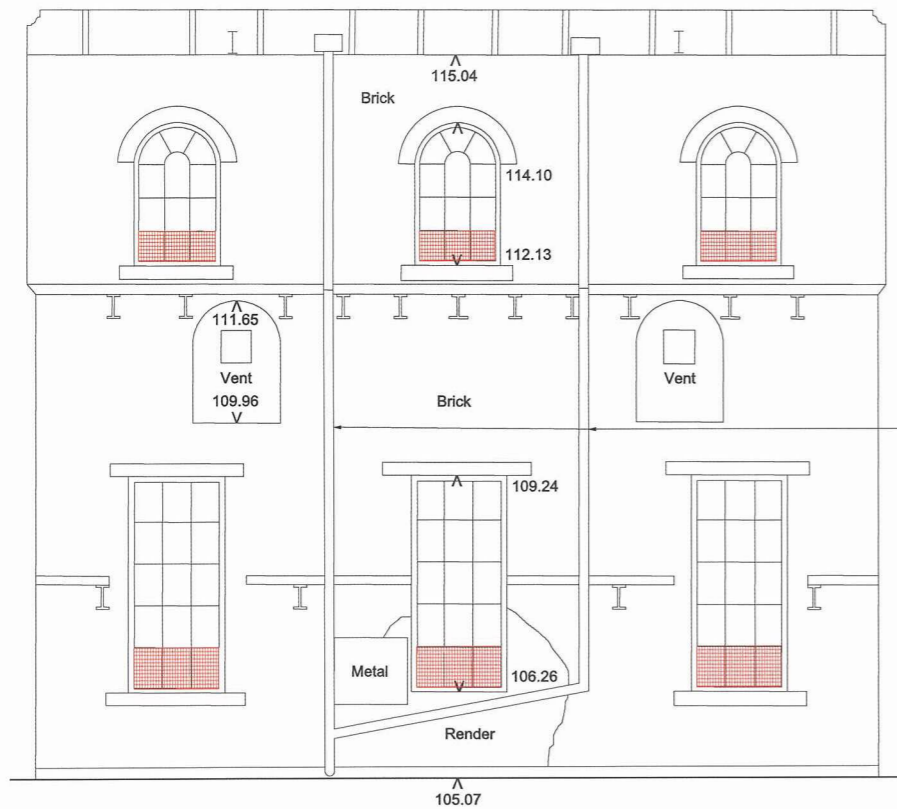 115.04
Brick
114.10
112.13
111.65
Vent
109.96
Brick
Vent
109.24
Metal
106.26
Render
105.07